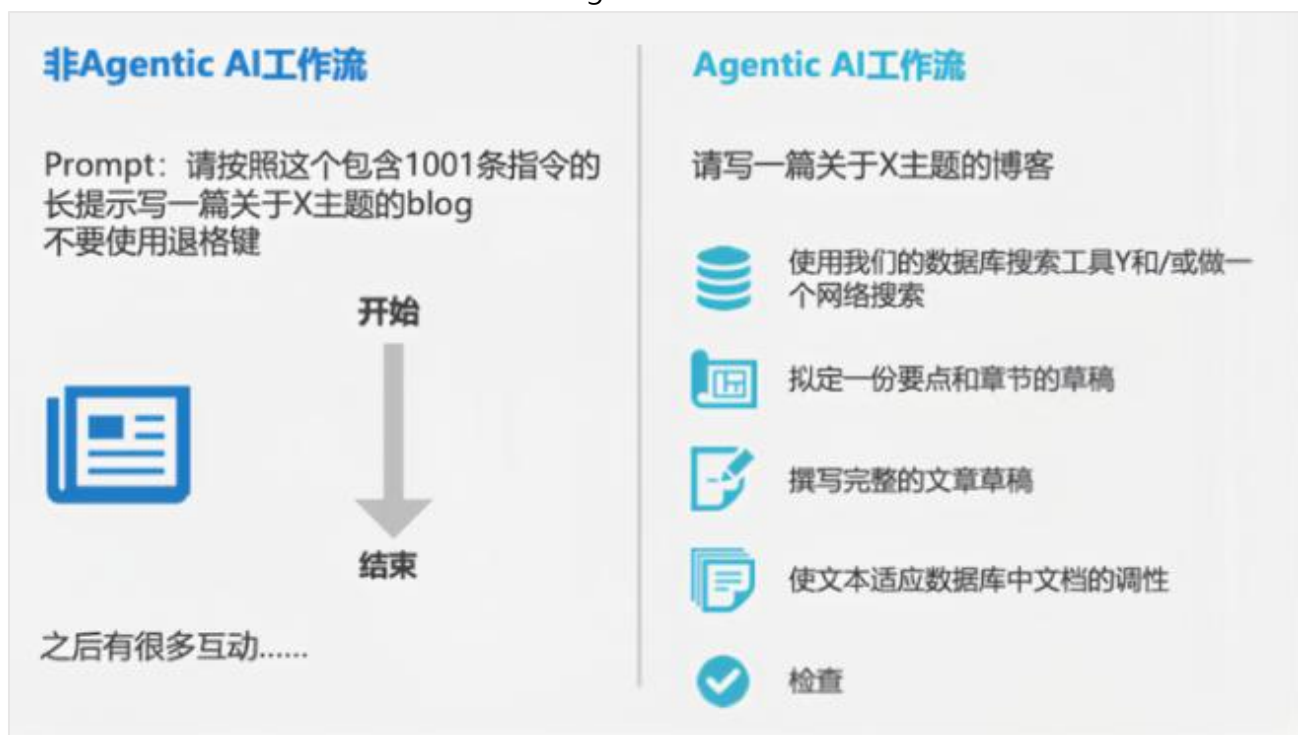 非Agentic AI工作流
Prompt：请按照这个包含1001条指令的
长提示写一篇关于X主题的blog
不要使用退格键
开始
结束
之后有很多互动......
Agentic AI工作流
请写一篇关于X主题的博客
使用我们的数据库搜索工具Y和/或做一
个网络搜索
拟定一份要点和章节的草稿
撰写完整的文章草稿
使文本适应数据库中文档的调性
检查